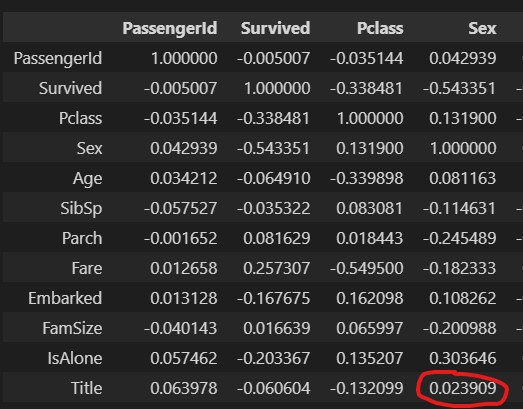 PassengerId Survived Pclass Sex
PassengerId 1.000000 -0.005007 -0.035144 0.042939
Survived -0.005007 1.000000 -0.338481 -0.543351 -
Pclass -0.035144 -0.338481 1.000000 0.131900 -
Sex 0.042939 -0.543351 0.131900 1.000000
Age 0.034212 -0.064910 -0.339898 0.081163
SibSp -0.057527 -0.035322 0.083081 -0.114631 -
Parch -0.001652 0.081629 0.018443 -0.245489 -
Fare 0.012658 0.257307 -0.549500 -0.182333
Embarked 0.013128 -0.167675 0.162098 0.108262 -
FamSize -0.040143 0.016639 0.065997 -0.200988 -
IsAlone 0.057462 -0.203367 0.135207 0.303646
Title 0.063978 -0.060604 -0.132099 0.023909 -